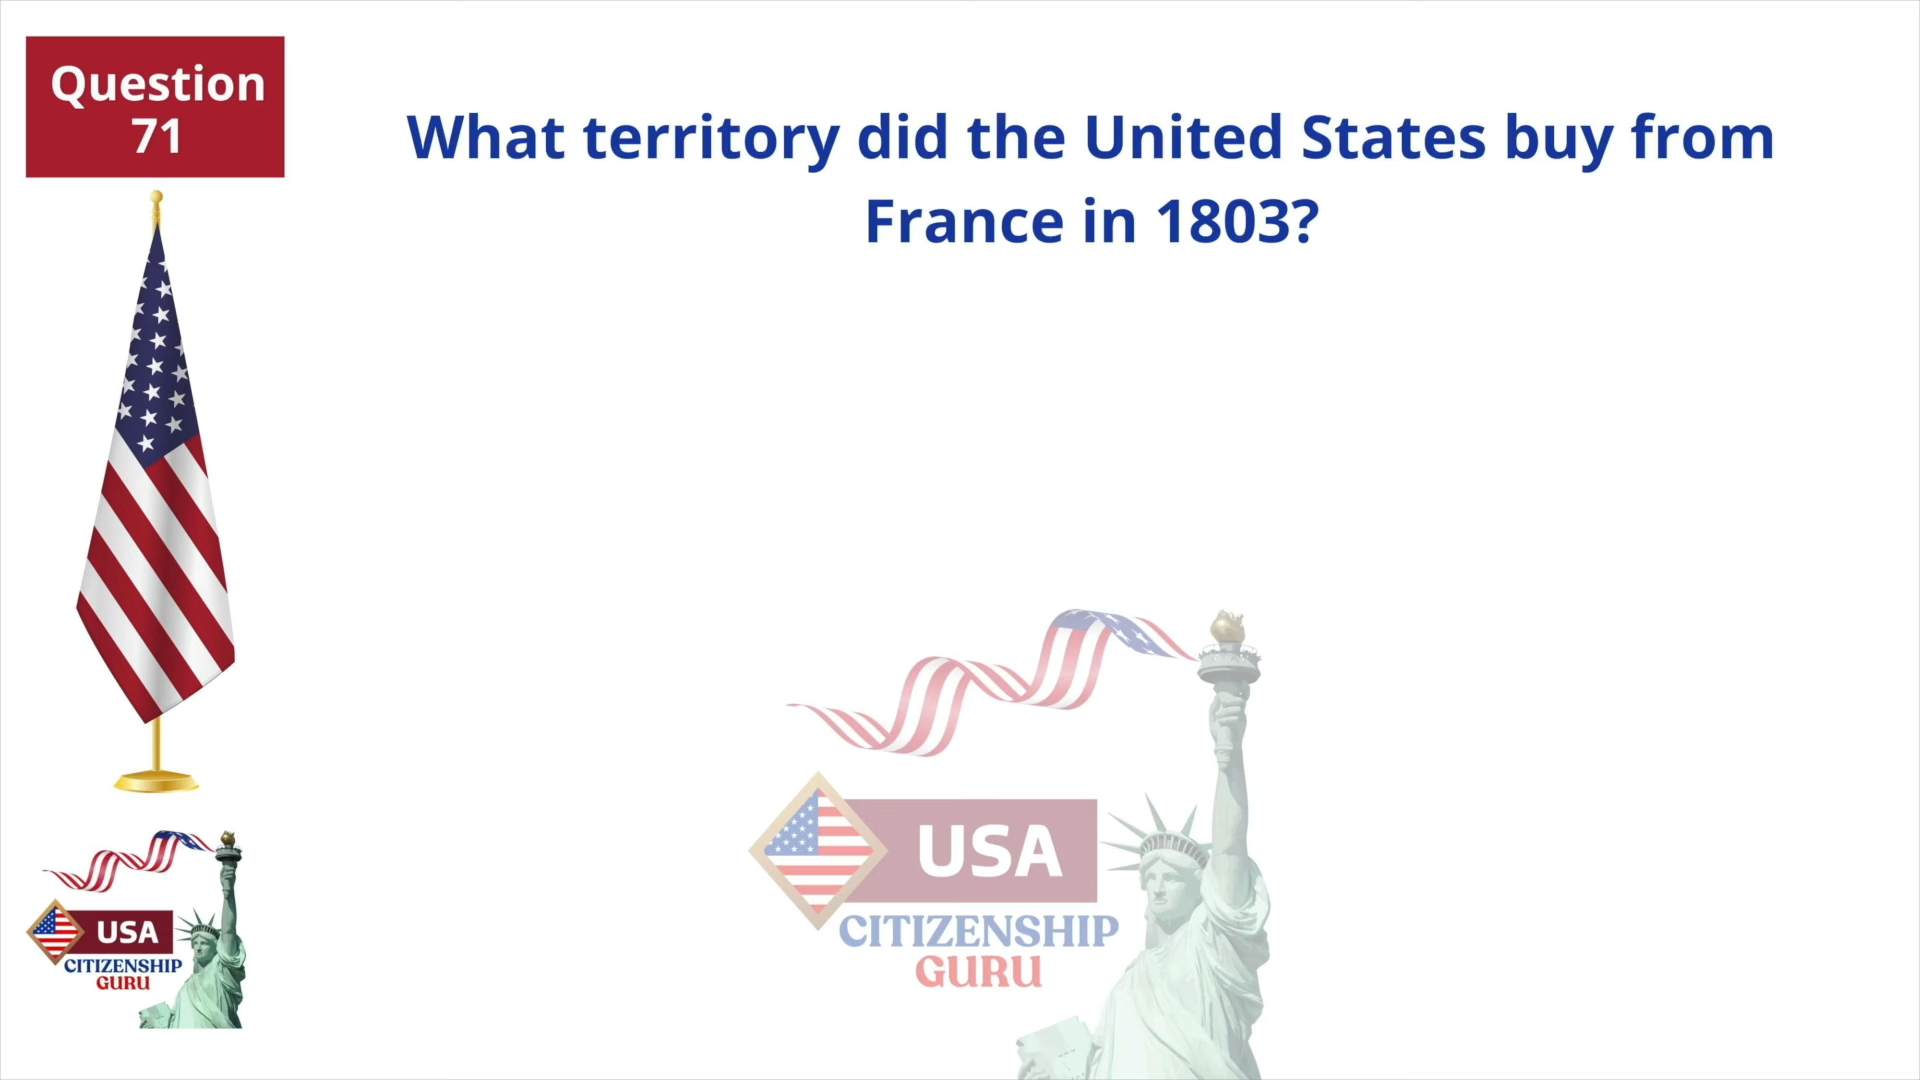 Question
71
What territory did the United States buy from
France in 1803?
USA
CITIZENSHIP
GURU
USA
CITIZENSHIP
GURU